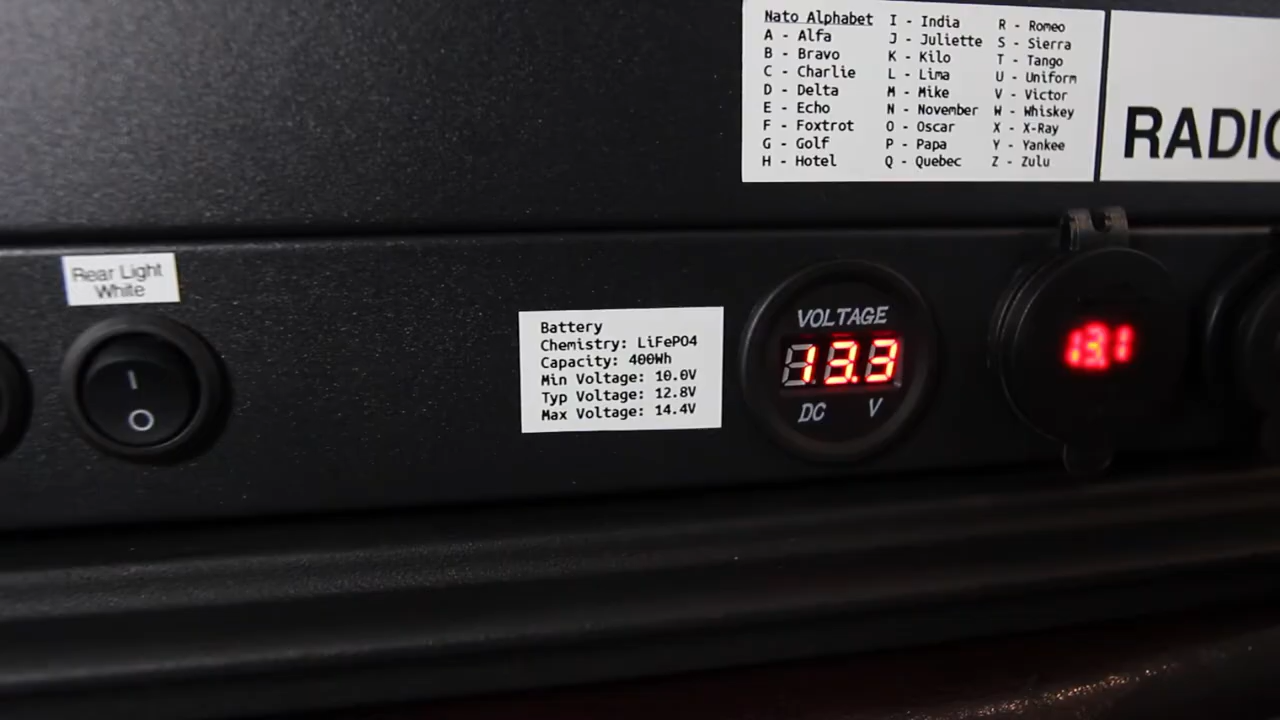 Nato Alphabet
A - Alfa
B - Bravo
C - Charlie
D - Delta
E - Echo
F - Foxtrot
G - Golf
H - Hotel
I - India
J - Juliette
K - Kilo
L - Lima
M - Mike
N - November
O - Oscar
P - Papa
Q - Quebec
R - Romeo
S - Sierra
T - Tango
U - Uniform
V - Victor
W - Whiskey
X - X-Ray
Y - Yankee
Z - Zulu
Rear Light
White
I
O
Battery
Chemistry: LiFePO4
Capacity: 400Wh
Min Voltage: 10.0V
Typ Voltage: 12.8V
Max Voltage: 14.4V
VOLTAGE
13.3
DC V
13.1